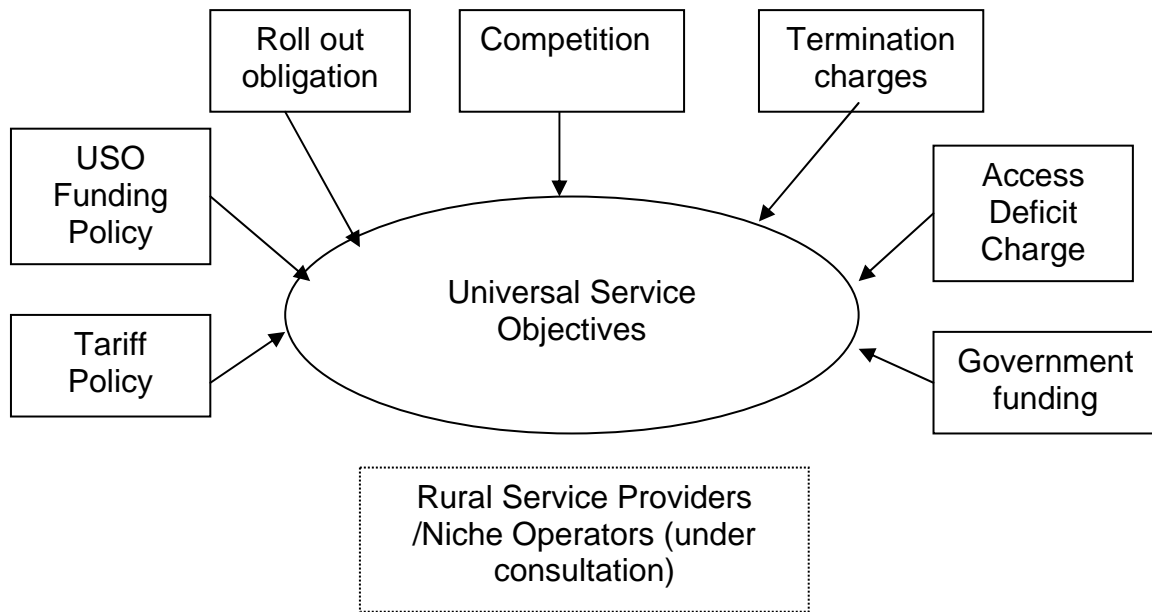 Roll out
obligation
Competition
Termination
charges
USO
Funding
Policy
Access
Deficit
Charge
Universal Service
Objectives
Tariff
Policy
Government
funding
Rural Service Providers
/Niche Operators (under
consultation)